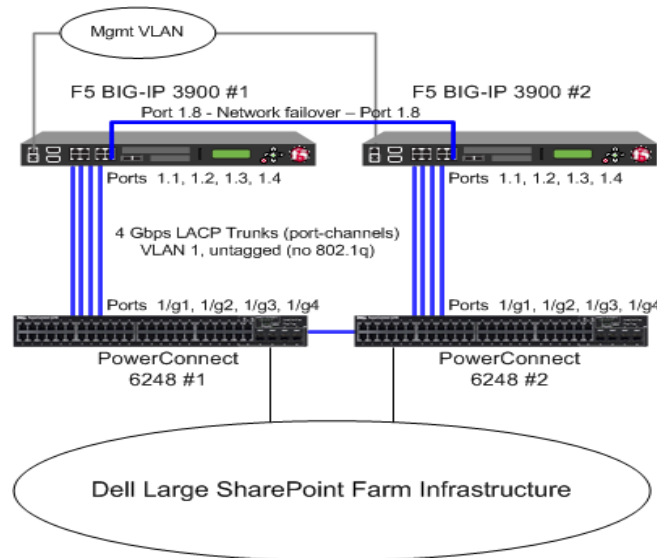 Mgmt VLAN
F5 BIG-IP 3900 #1
F5 BIG-IP 3900 #2
Port 1.8 - Network failover – Port 1.8
Ports 1.1, 1.2, 1.3, 1.4
Ports 1.1, 1.2, 1.3, 1.4
4 Gbps LACP Trunks (port-channels)
VLAN 1, untagged (no 802.1q)
Ports 1/g1, 1/g2, 1/g3, 1/g4
Ports 1/g1, 1/g2, 1/g3, 1/g4
PowerConnect
6248 #1
PowerConnect
6248 #2
Dell Large SharePoint Farm Infrastructure